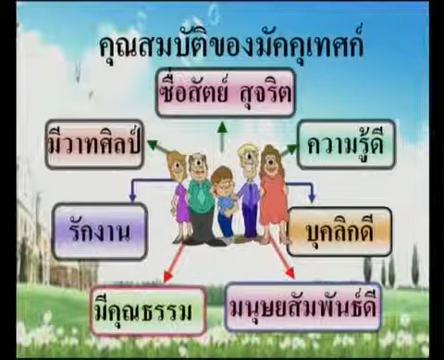 คุณสมบัติของมัคคุเทศก์
ซื่อสัตย์ สุจริต
มีวาทศิลป์
ความรู้ดี
รักงาน
บุคลิกดี
มีคุณธรรม
มนุษยสัมพันธ์ดี